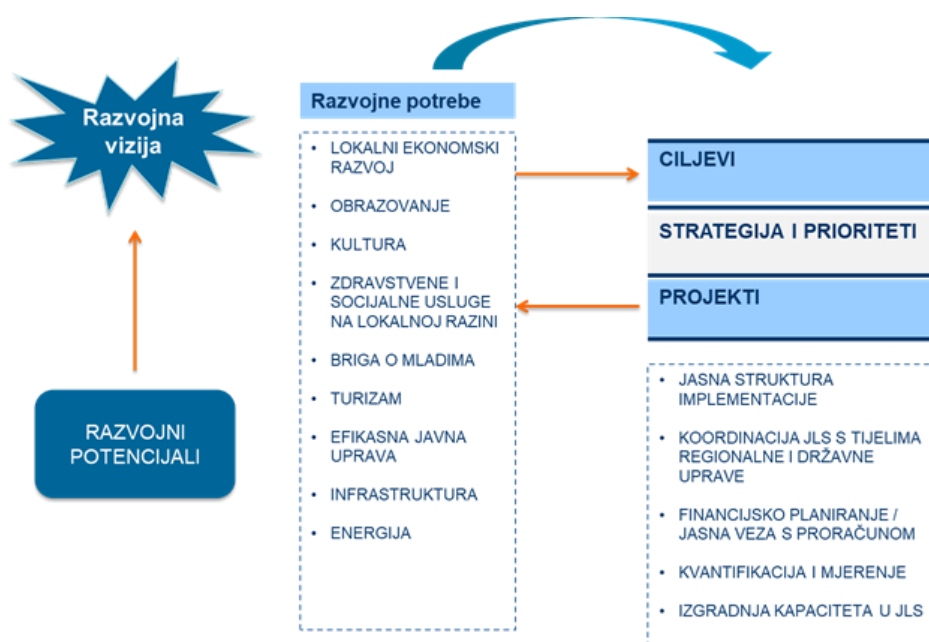 Razvojna
vizija
RAZVOJNI
POTENCIJALI
Razvojne potrebe
• LOKALNI EKONOMSKI
RAZVOJ
• OBRAZOVANJE
• KULTURA
• ZDRAVSTVENE I
SOCIJALNE USLUGE
NA LOKALNOJ RAZINI
• BRIGA O MLADIMA
• TURIZAM
• EFIKASNA JAVNA
UPRAVA
• INFRASTRUKTURA
• ENERGIJA
CILJEVI
STRATEGIJA I PRIORITETI
PROJEKTI
• JASNA STRUKTURA
IMPLEMENTACIJE
• KOORDINACIJA JLS S TIJELIMA
REGIONALNE I DRŽAVNE
UPRAVE
• FINANCIJSKO PLANIRANJE /
JASNA VEZA S PRORAČUNOM
• KVANTIFIKACIJA I MJERENJE
• IZGRADNJA KAPACITETA U JLS